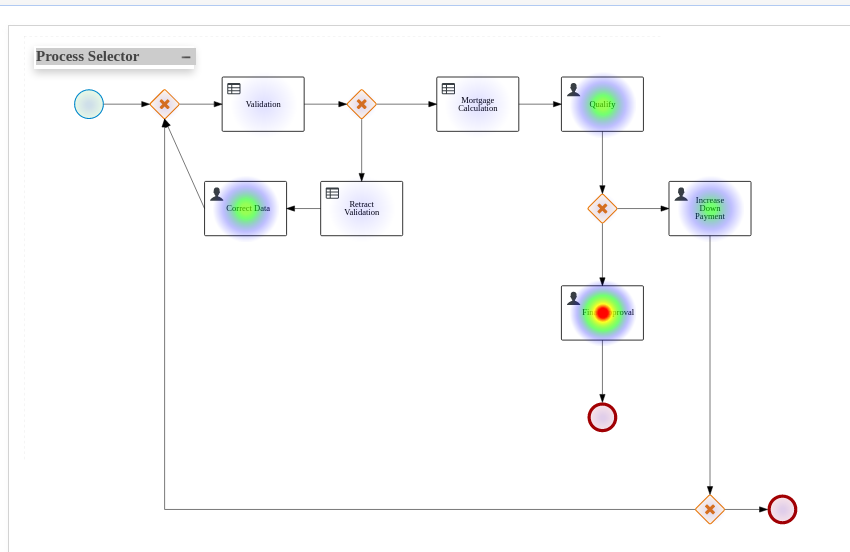 Process Selector −
Validation
Mortgage
Calculation
Qualify
Correct Data
Retract
Validation
Increase
Down
Payment